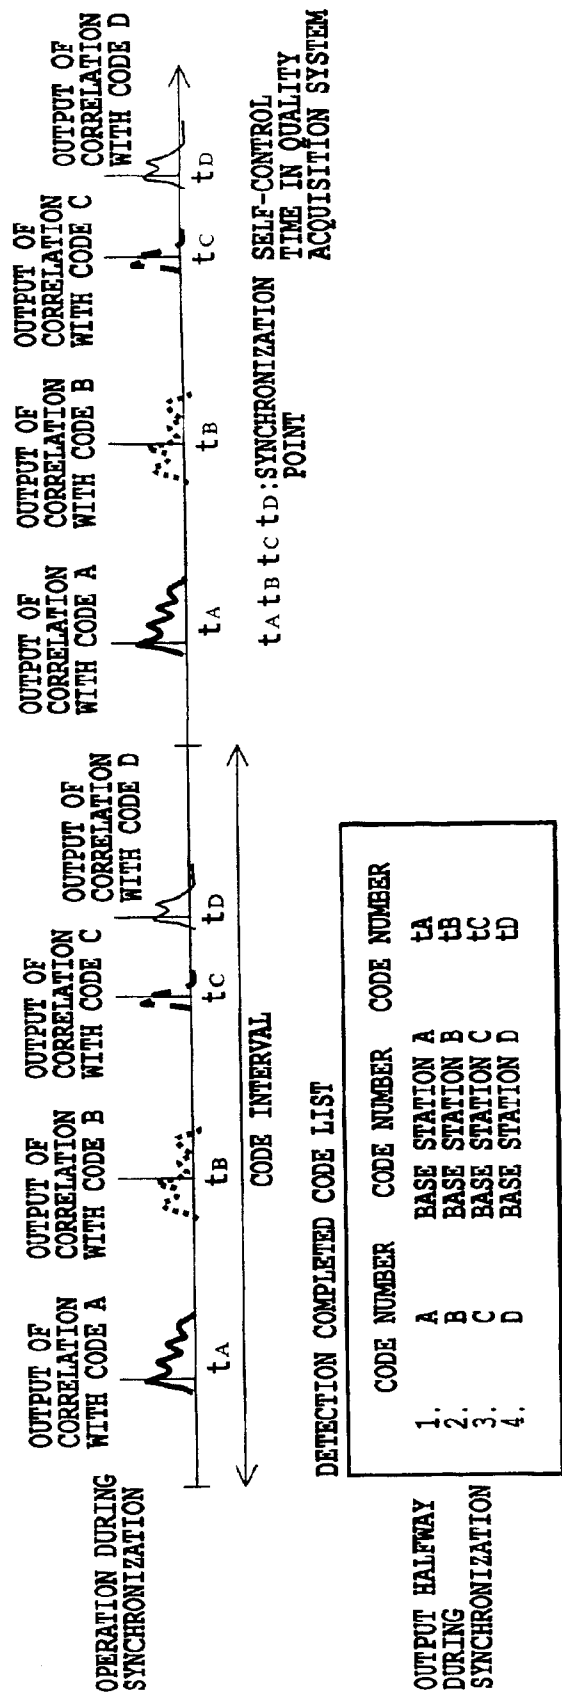 OPERATION DURING
SYNCHRONIZATION
OUTPUT OF
CORRELATION
WITH CODE A
OUTPUT OF
CORRELATION
WITH CODE B
OUTPUT OF
CORRELATION
WITH CODE C
OUTPUT OF
CORRELATION
WITH CODE D
OUTPUT OF
CORRELATION
WITH CODE A
OUTPUT OF
CORRELATION
WITH CODE B
OUTPUT OF
CORRELATION
WITH CODE C
OUTPUT OF
CORRELATION
WITH CODE D
tA
tB
tC
tD
tA
tB
tC
tD
CODE INTERVAL
tA tB tC tD:SYNCHRONIZATION
POINT
SELF-CONTROL
TIME IN QUALITY
ACQUISITION SYSTEM
OUTPUT HALFWAY
DURING
SYNCHRONIZATION
DETECTION COMPLETED CODE LIST
CODE NUMBER CODE NUMBER CODE NUMBER
1. A BASE STATION A tA
2. B BASE STATION B tB
3. C BASE STATION C tC
4. D BASE STATION D tD